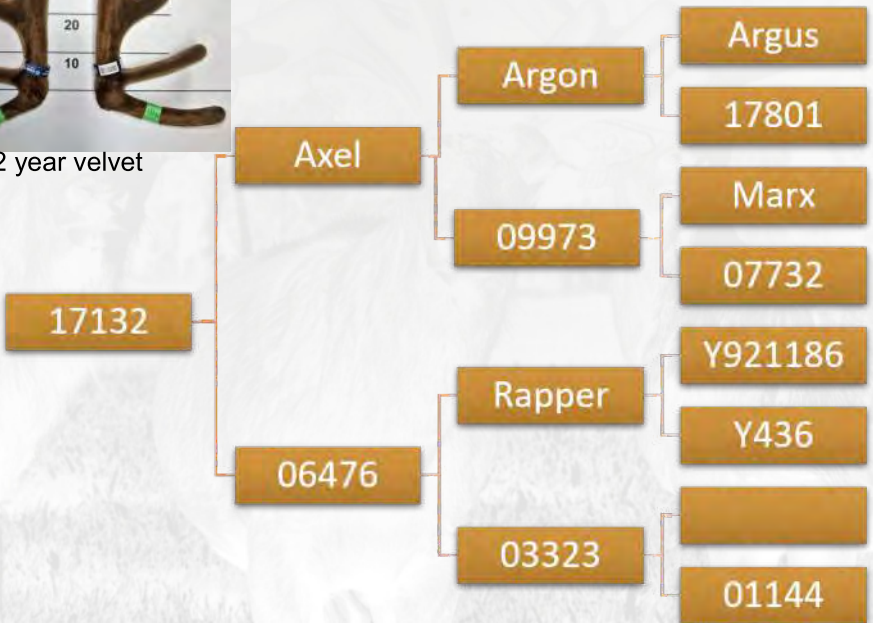 20
10
2 year velvet
17132
Axel
06476
Argon
09973
Rapper
03323
Argus
17801
Marx
07732
Y921186
Y436
01144